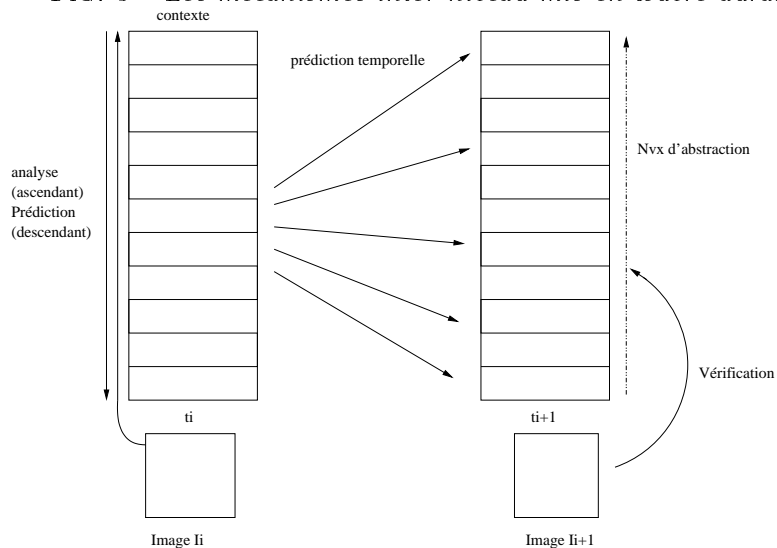 contexte
prédiction temporelle
analyse
(ascendant)
Prédiction
(descendant)
Nvx d'abstraction
Vérification
ti
ti+1
Image Ii
Image Ii+1